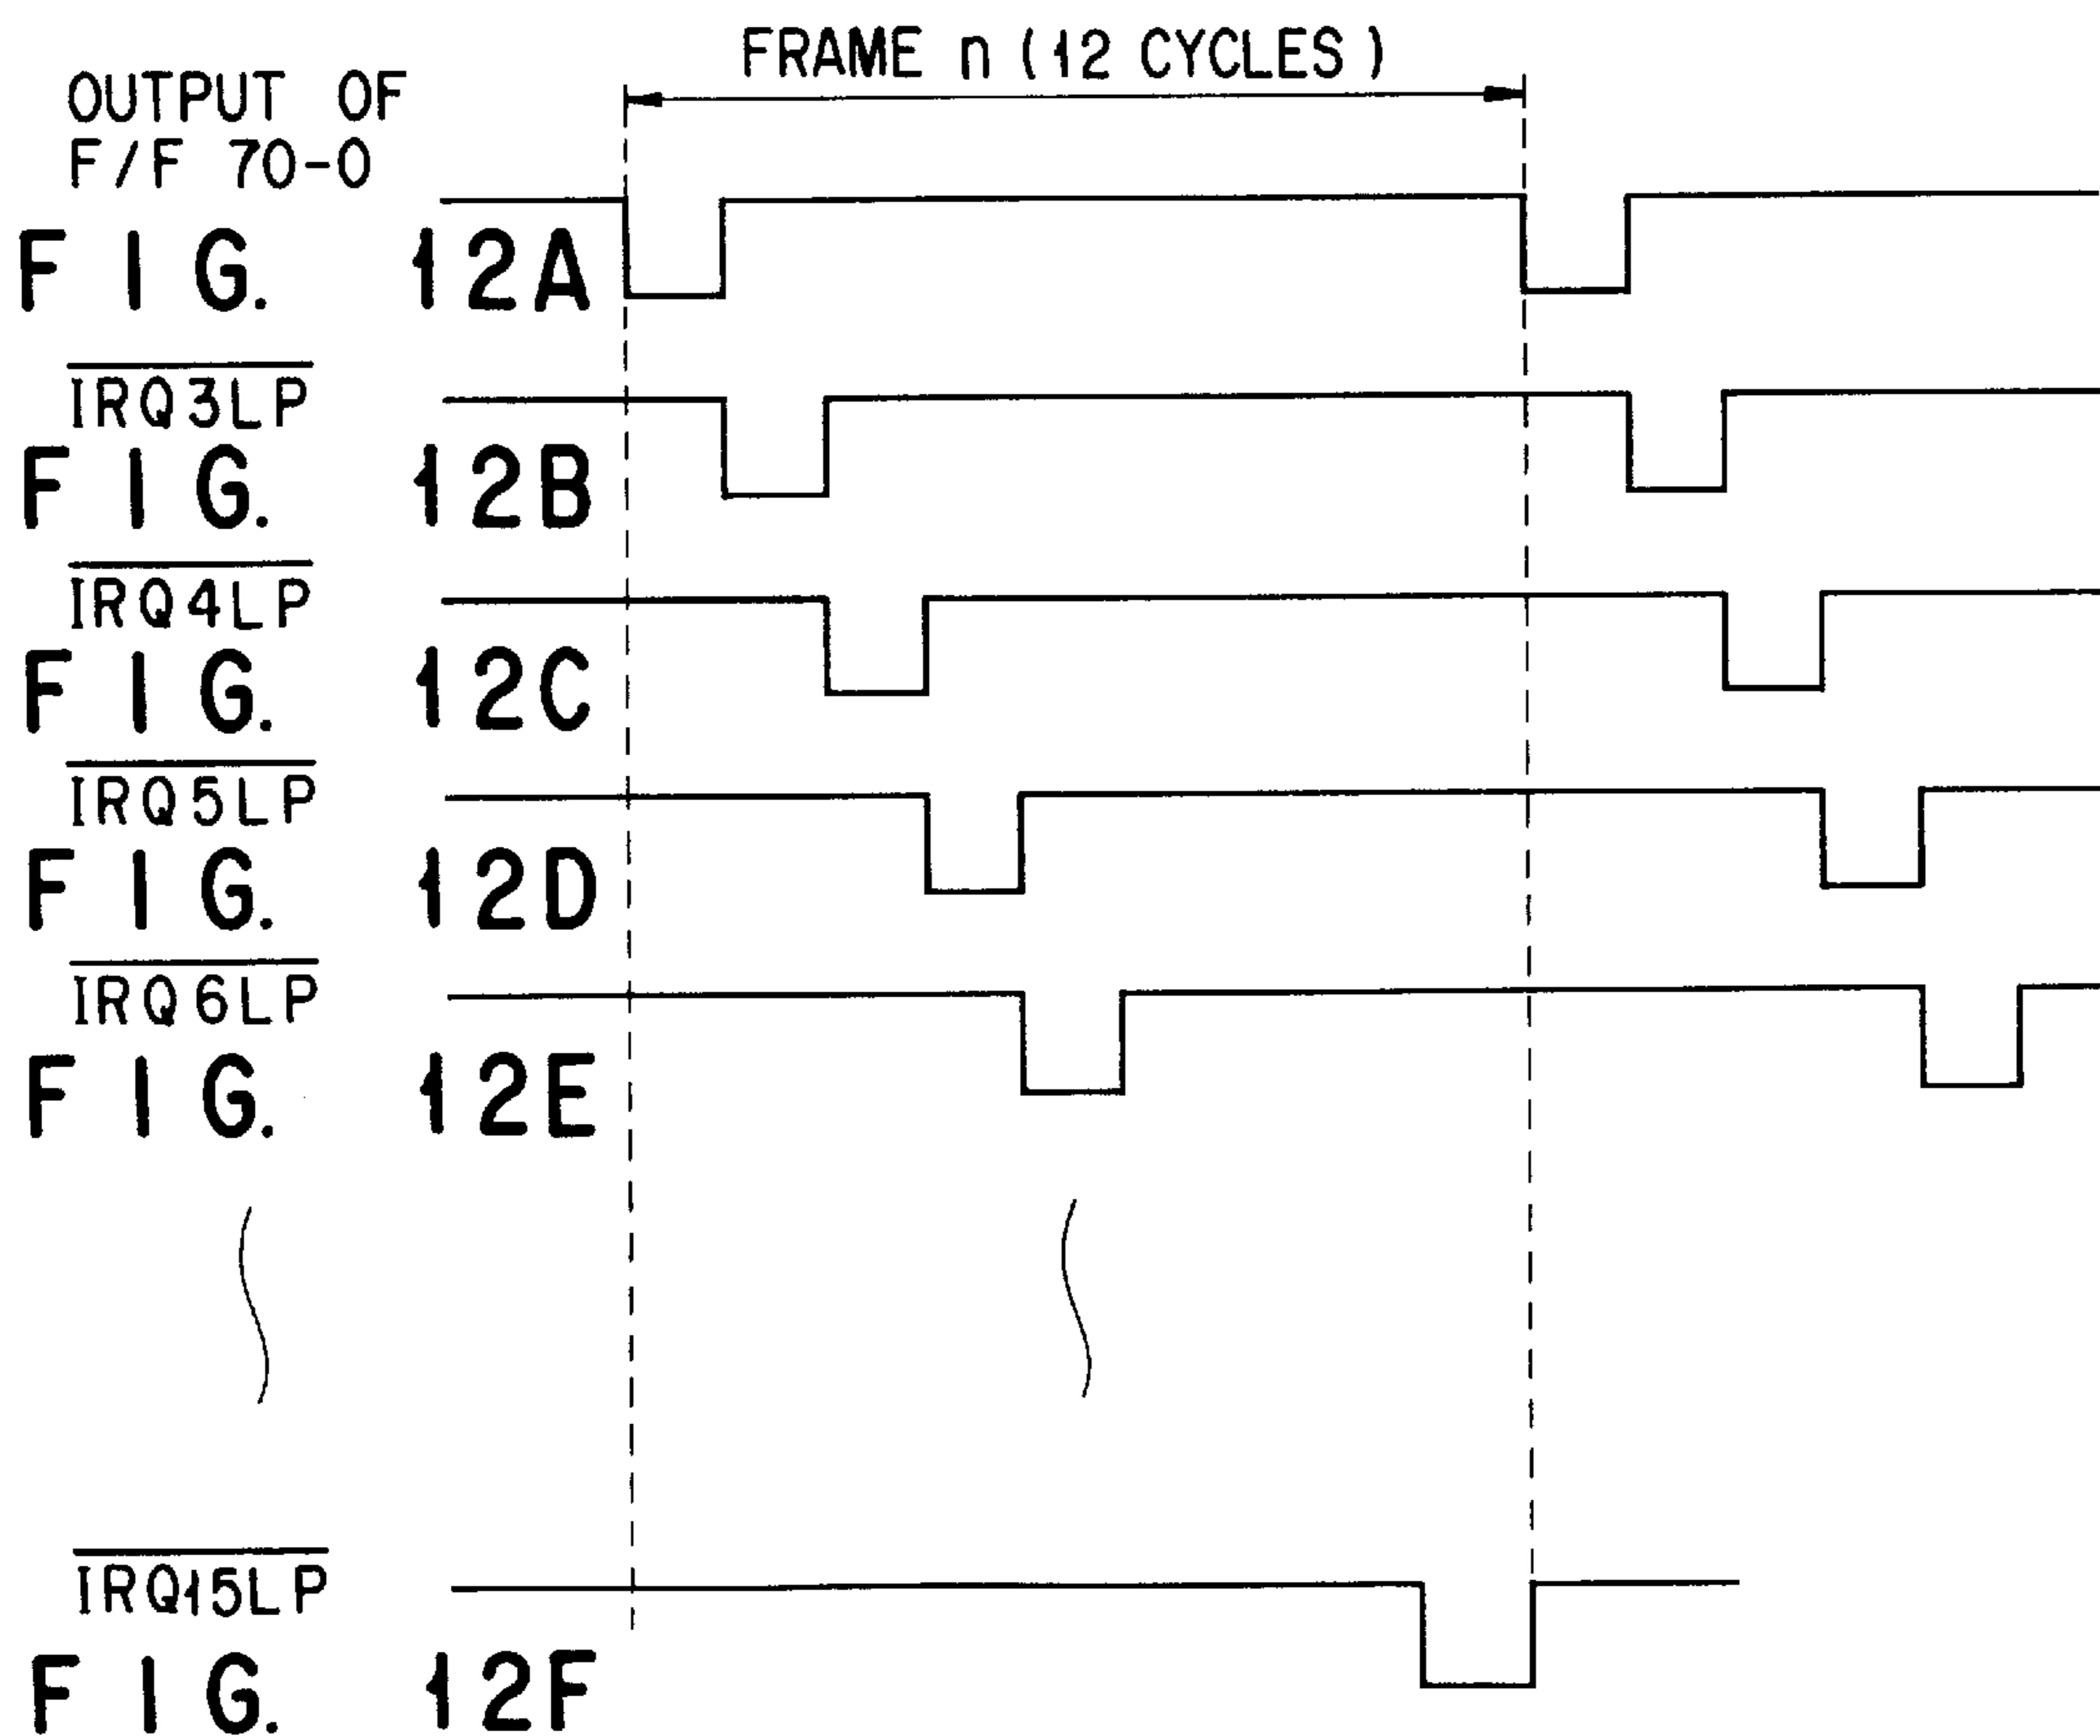 FRAME n (12 CYCLES)
OUTPUT OF
F/F 70-0
FIG. 12A
IRQ3LP
FIG. 12B
IRQ4LP
FIG. 12C
IRQ5LP
FIG. 12D
IRQ6LP
FIG. 12E
IRQ15LP
FIG. 12F